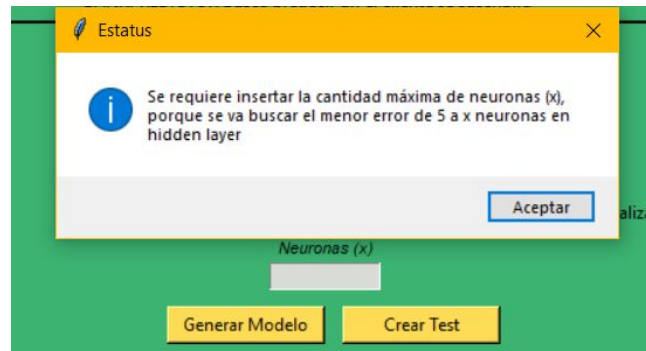 Estatus
Se requiere insertar la cantidad máxima de neuronas (x),
porque se va buscar el menor error de 5 a x neuronas en
hidden layer
Aceptar
Neuronas (x)
Generar Modelo
Crear Test